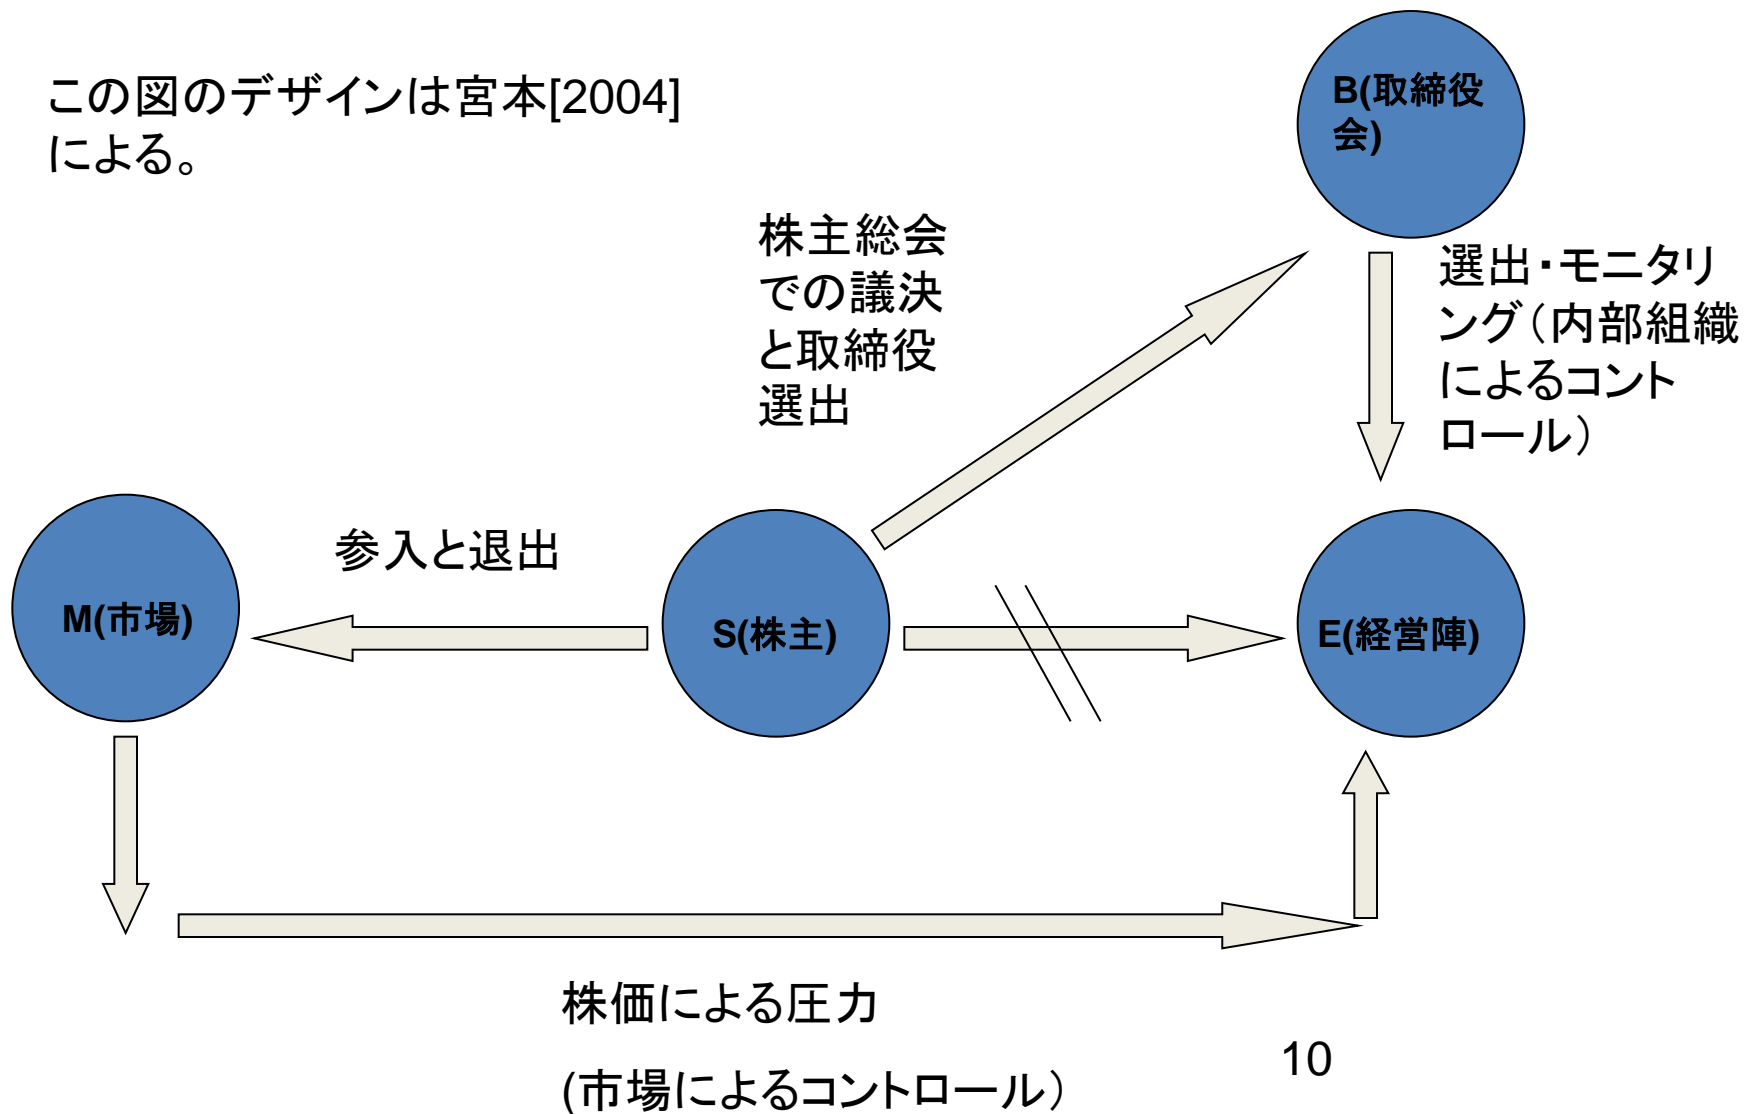 この図のデザインは宮本[2004]
による。
B(取締役
会)
株主総会
での議決
と取締役
選出
選出・モニタリ
ング（内部組織
によるコント
ロール）
参入と退出
M(市場)
S(株主)
E(経営陣)
株価による圧力
(市場によるコントロール）
10